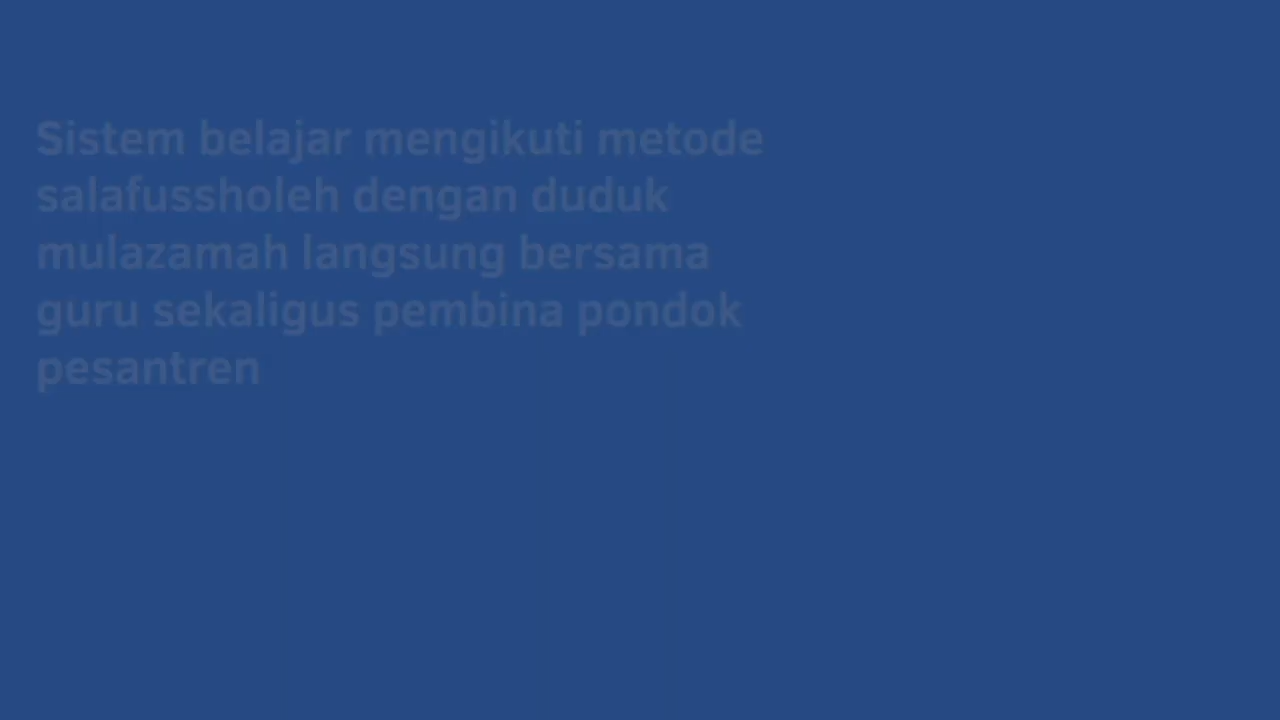 Sistem belajar mengikuti metode
salafussholeh dengan duduk
mulazamah langsung bersama
guru sekaligus pembina pondok
pesantren